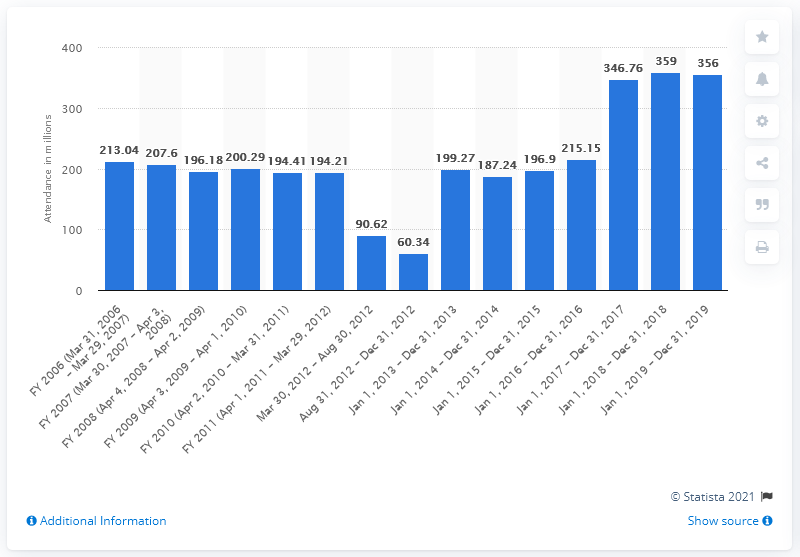 Attendance in millions
400
300
200
100
0
213.04
207.6
196.18
200.29
194.41
194.21
90.62
60.34
199.27
187.24
196.9
215.15
346.76
359
356
FY 2006 (Mar 31, 2006
– Mar 29, 2007)
FY 2007 (Mar 30, 2007 – Apr 3,
2008)
FY 2008 (Apr 4, 2008 – Apr 2, 2009)
FY 2009 (Apr 3, 2009 – Apr 1, 2010)
FY 2010 (Apr 2, 2010 – Mar 31, 2011)
FY 2011 (Apr 1, 2011 – Mar 29, 2012)
Mar 30, 2012 – Aug 30, 2012
Aug 31, 2012 – Dec 31, 2012
Jan 1, 2013 – Dec 31, 2013
Jan 1, 2014 – Dec 31, 2014
Jan 1, 2015 – Dec 31, 2015
Jan 1, 2016 – Dec 31, 2016
Jan 1, 2017 – Dec 31, 2017
Jan 1, 2018 – Dec 31, 2018
Jan 1, 2019 – Dec 31, 2019
© Statista 2021
Additional Information
Show source